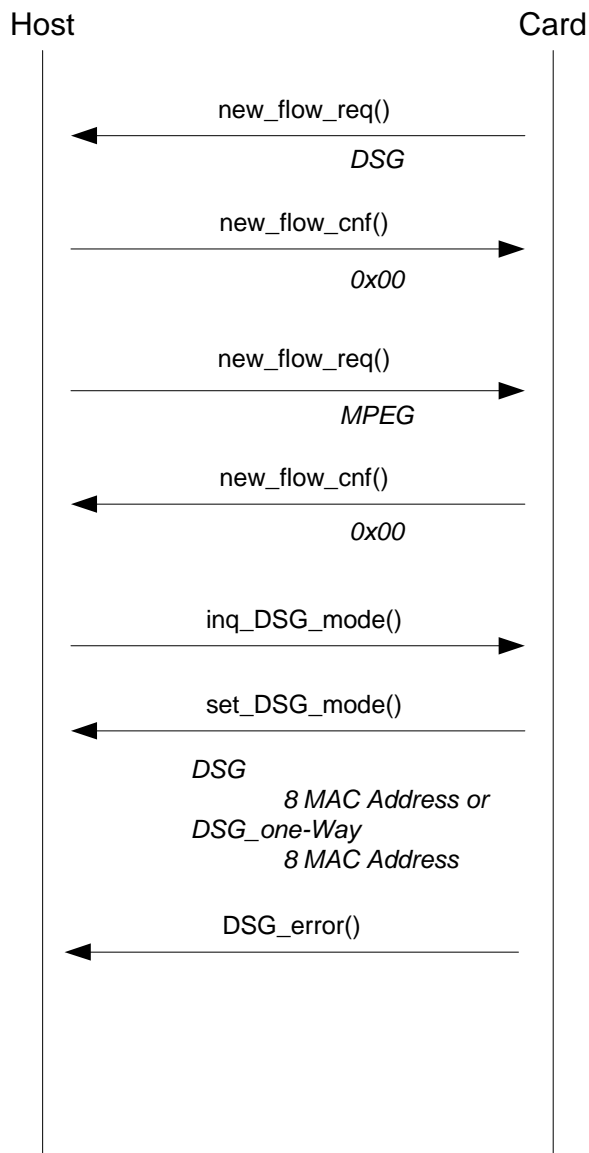 Host
Card
new_flow_req()
DSG
new_flow_cnf()
0x00
new_flow_req()
MPEG
new_flow_cnf()
0x00
inq_DSG_mode()
set_DSG_mode()
DSG
8 MAC Address or
DSG_one-Way
8 MAC Address
DSG_error()